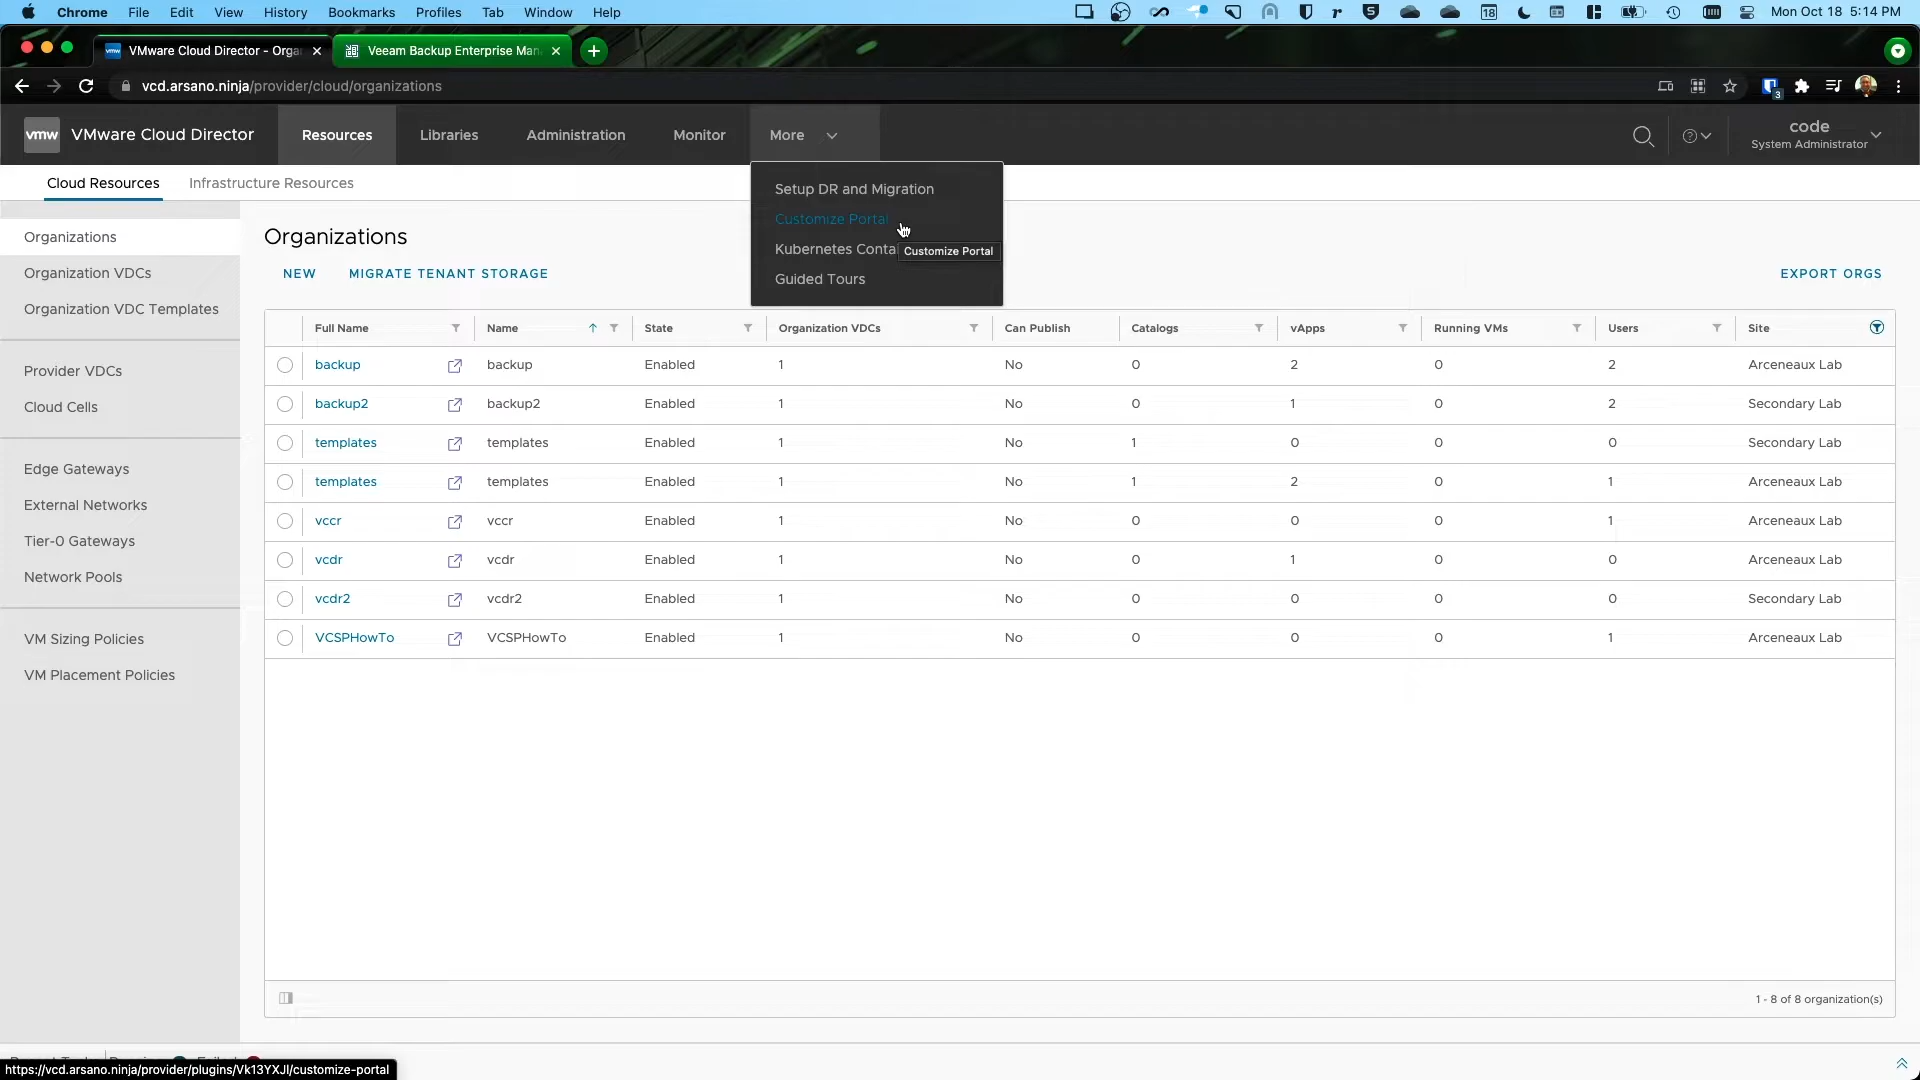 Chrome File Edit View History Bookmarks Profiles Tab Window Help
18
Mon Oct 18 5:14 PM
VMware Cloud Director - Orga
Veeam Backup Enterprise Man
vcd.arsano.ninja/provider/cloud/organizations
3
vmw VMware Cloud Director
Resources Libraries Administration Monitor More
code
System Administrator
Cloud Resources Infrastructure Resources
Setup DR and Migration
Customize Portal
Kubernetes Conta
Customize Portal
Guided Tours
Organizations
Organization VDCs
Organization VDC Templates
Provider VDCs
Cloud Cells
Edge Gateways
External Networks
Tier-0 Gateways
Network Pools
VM Sizing Policies
VM Placement Policies
Organizations
NEW MIGRATE TENANT STORAGE EXPORT ORGS
Full Name Name State Organization VDCs Can Publish Catalogs vApps Running VMs Users Site
backup backup Enabled 1 No 0 2 0 2 Arceneaux Lab
backup2 backup2 Enabled 1 No 0 1 0 2 Secondary Lab
templates templates Enabled 1 No 1 0 0 0 Secondary Lab
templates templates Enabled 1 No 1 2 0 1 Arceneaux Lab
vccr vccr Enabled 1 No 0 0 0 1 Arceneaux Lab
vcdr vcdr Enabled 1 No 0 1 0 0 Arceneaux Lab
vcdr2 vcdr2 Enabled 1 No 0 0 0 0 Secondary Lab
VCSPHowTo VCSPHowTo Enabled 1 No 0 0 0 1 Arceneaux Lab
1 - 8 of 8 organization(s)
https://vcd.arsano.ninja/provider/plugins/Vk13YXJl/customize-portal